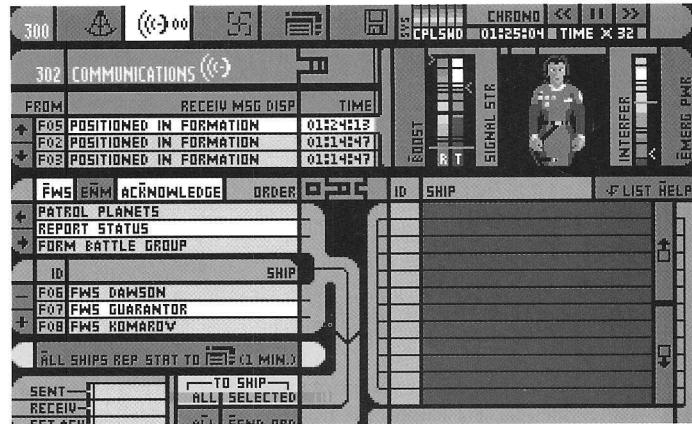 300 00 SYS CHRONO
CPLSWD 01:25:04 TIME X 32
302 COMMUNICATIONS
FROM RECEIV MSG DISP TIME
F05 POSITIONED IN FORMATION 01:24:13
F02 POSITIONED IN FORMATION 01:14:47
F03 POSITIONED IN FORMATION 01:14:47
BOOST
R T
SIGNAL STR
INTERFER
EMERG PWR
FWS ENM ACKNOWLEDGE ORDER
PATROL PLANETS
REPORT STATUS
FORM BATTLE GROUP
ID SHIP
F06 FWS DAWSON
F07 FWS GUARANTOR
F08 FWS KOMAROV
ALL SHIPS REP STAT TO (1 MIN.)
SENT
RECEIV
TO SHIP
ALL SELECTED
ID SHIP LIST HELP